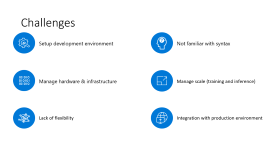 Challenges
Setup development environment
Not familiar with syntax
Manage hardware & infrastructure
Manage scale (training and inference)
Lack of flexibility
Integration with production environment